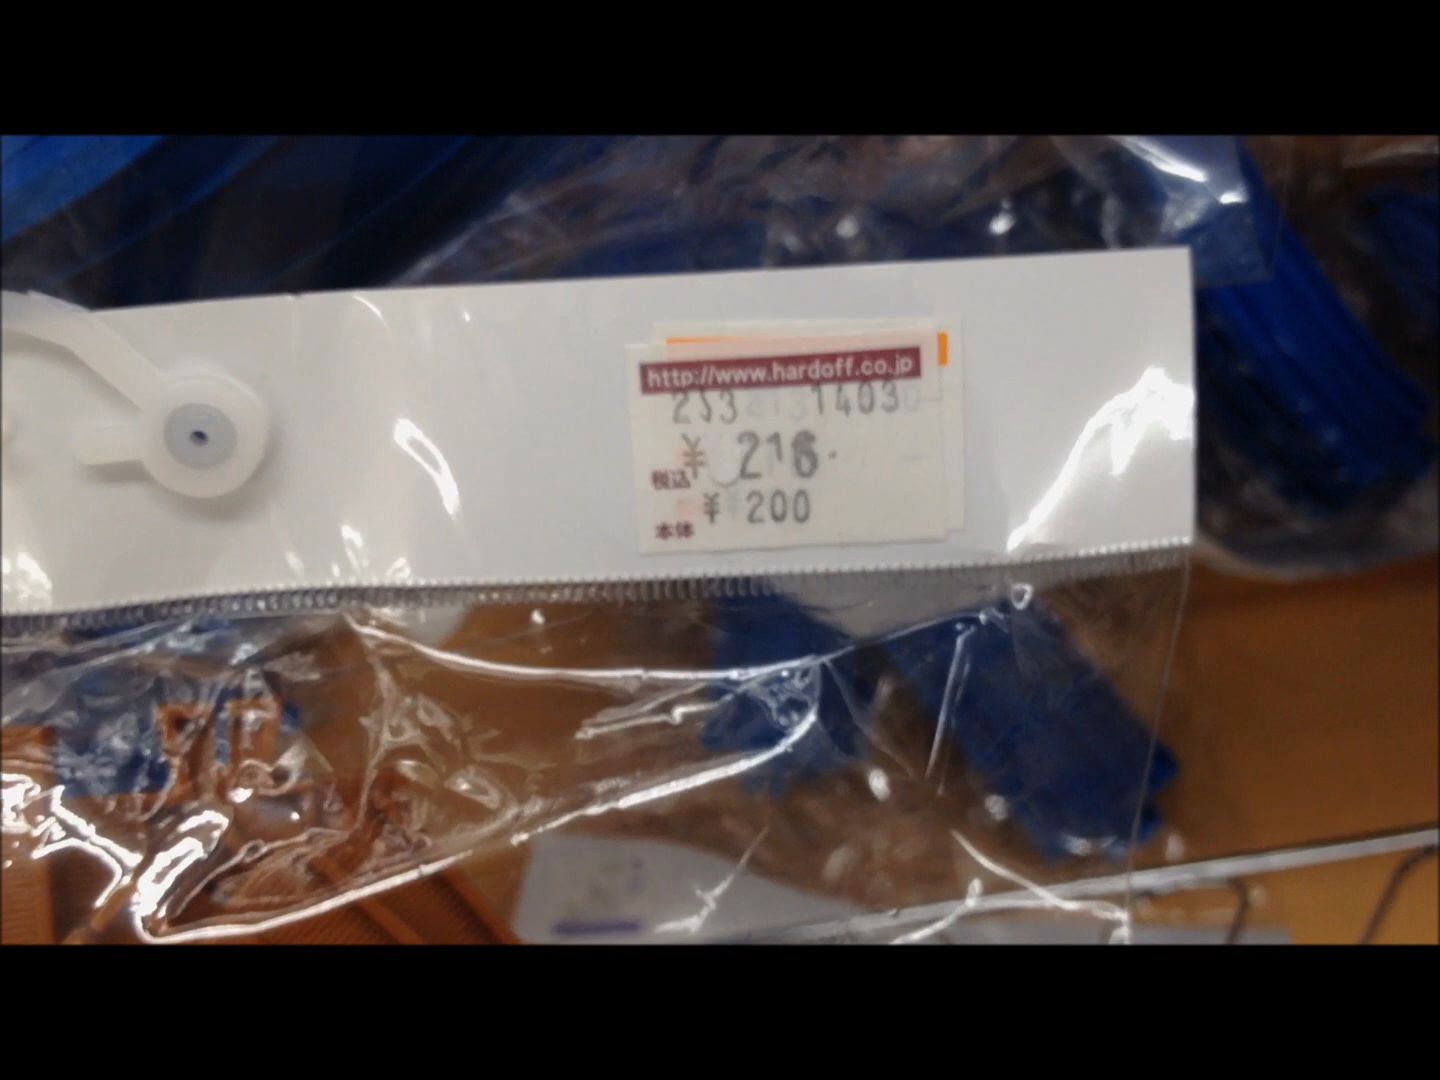 http://www.hardoff.co.jp
税込 ¥ 216
本体 ¥ 200